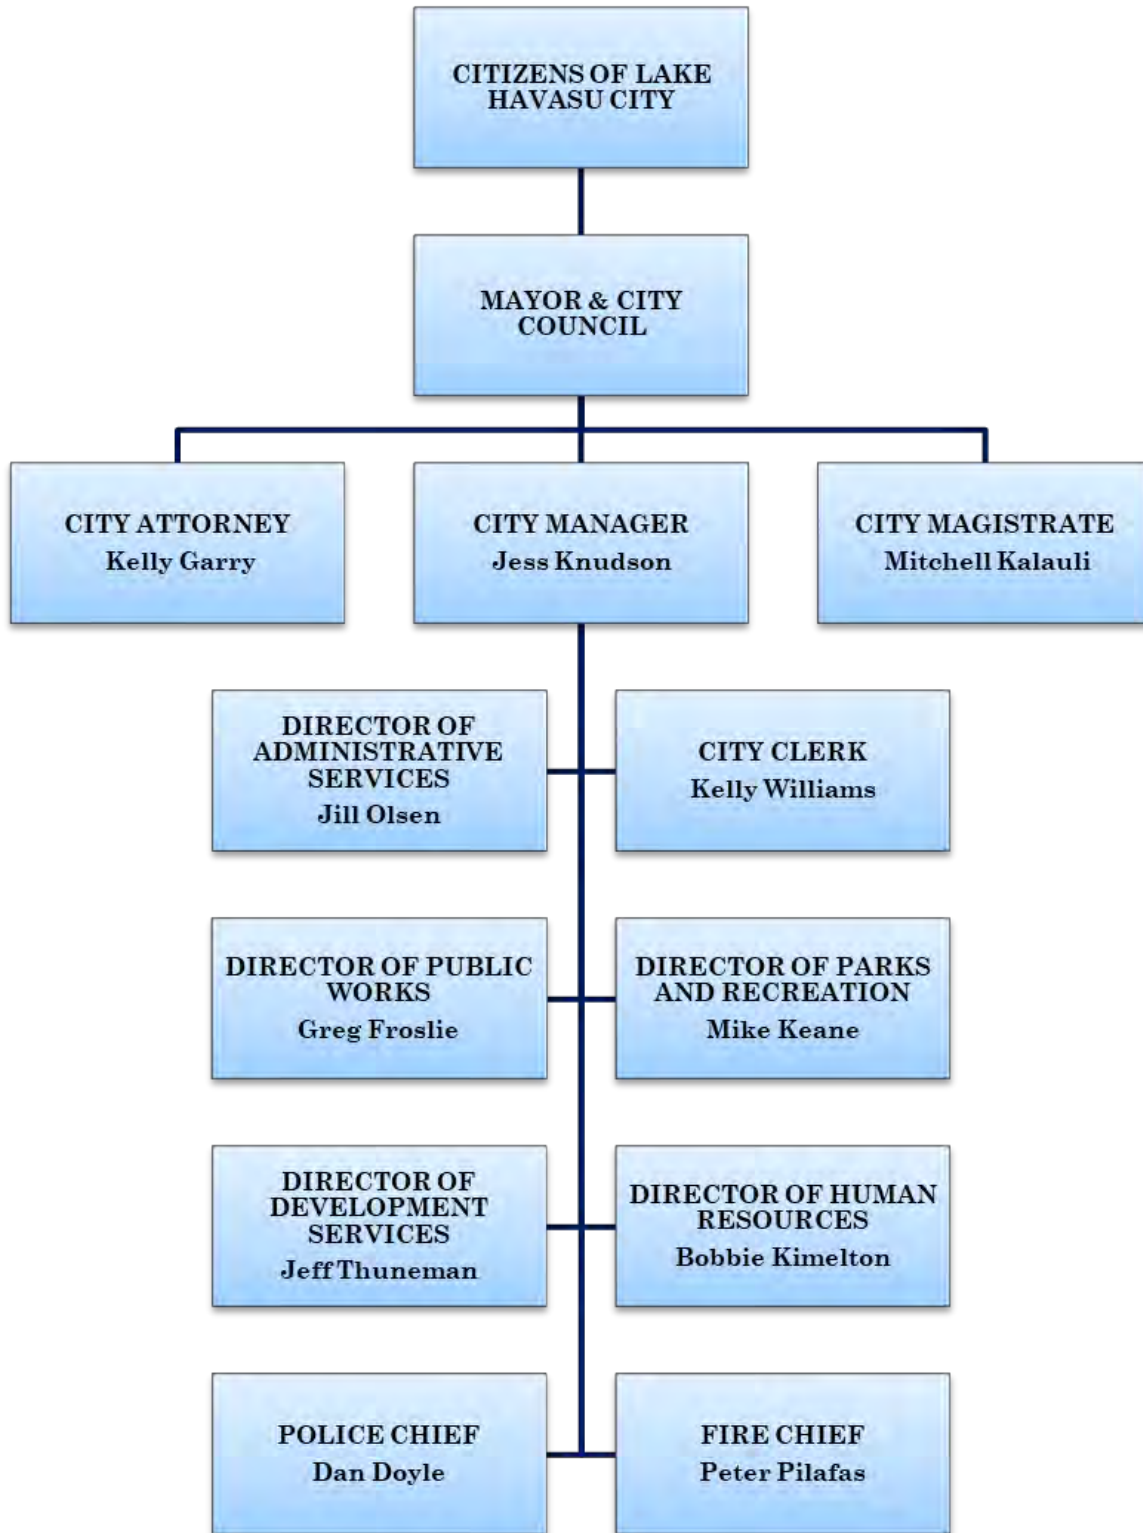 CITIZENS OF LAKE
HAVASU CITY
MAYOR & CITY
COUNCIL
CITY ATTORNEY
Kelly Garry
CITY MANAGER
Jess Knudson
CITY MAGISTRATE
Mitchell Kalauli
DIRECTOR OF
ADMINISTRATIVE
SERVICES
Jill Olsen
CITY CLERK
Kelly Williams
DIRECTOR OF PUBLIC
WORKS
Greg Froslie
DIRECTOR OF PARKS
AND RECREATION
Mike Keane
DIRECTOR OF
DEVELOPMENT
SERVICES
Jeff Thuneman
DIRECTOR OF HUMAN
RESOURCES
Bobbie Kimelton
POLICE CHIEF
Dan Doyle
FIRE CHIEF
Peter Pilafas